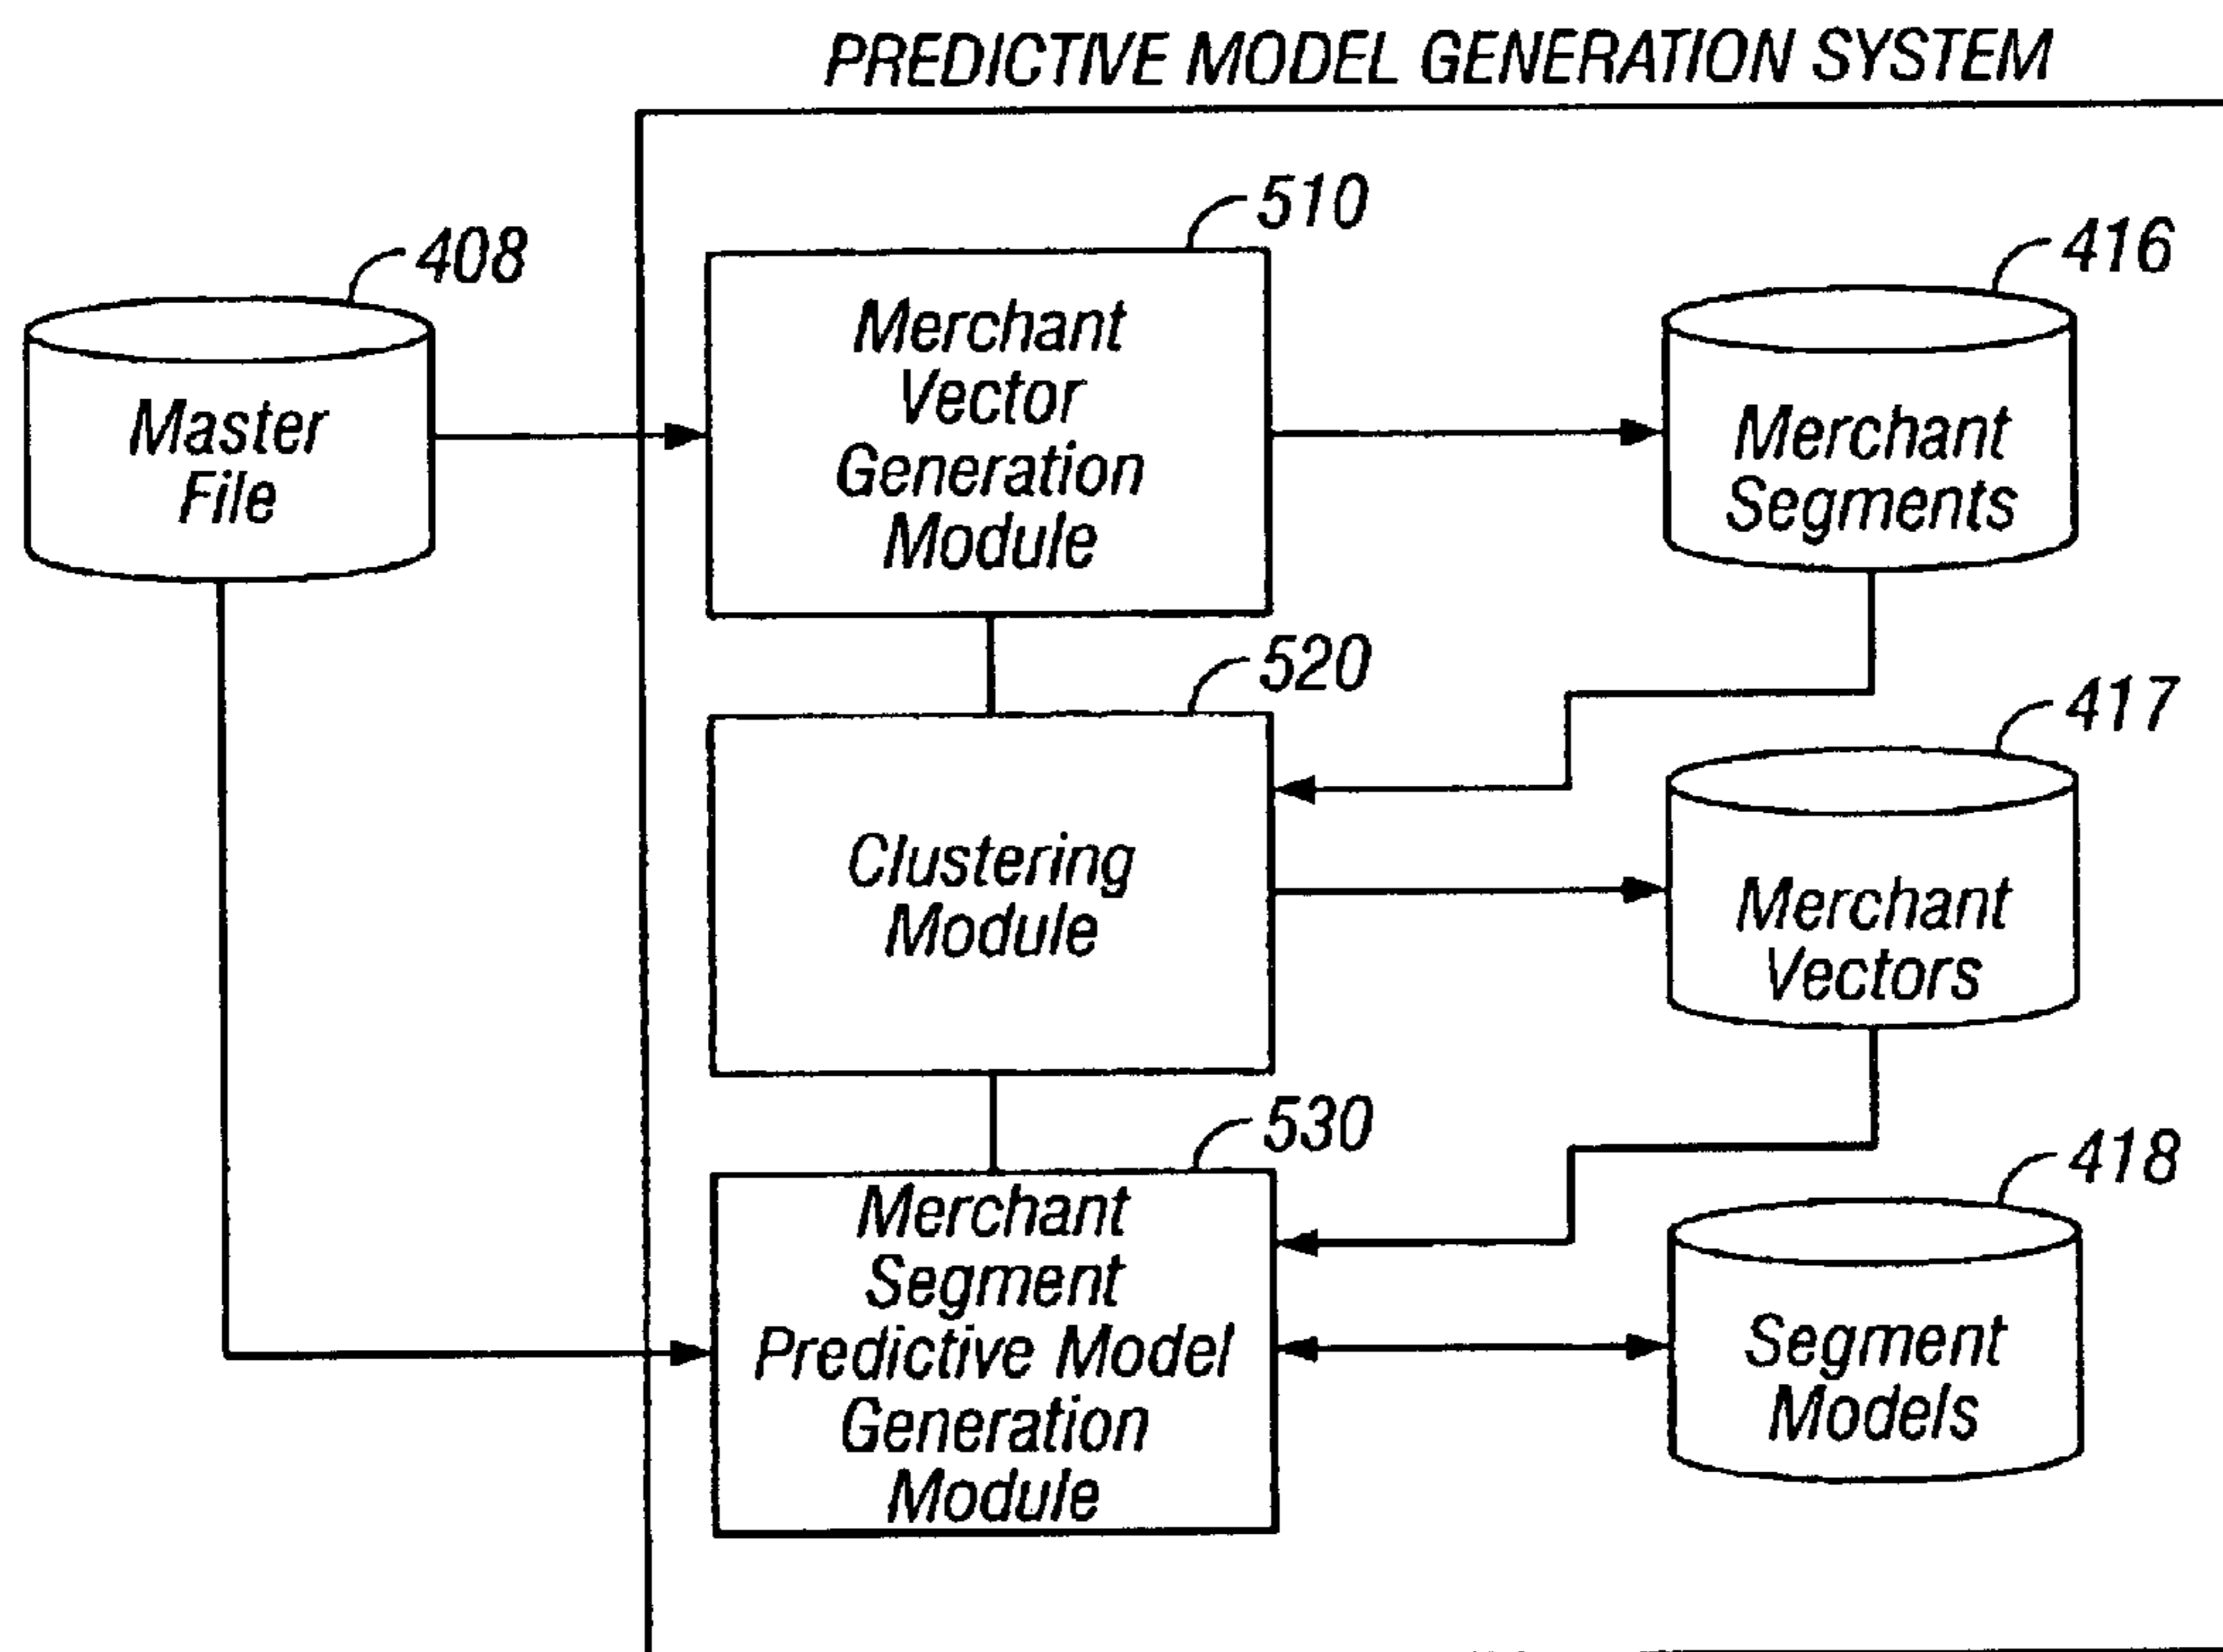 PREDICTIVE MODEL GENERATION SYSTEM
510
416
408
Merchant
Vector
Generation
Module
Master
File
Merchant
Segments
520
417
Clustering
Module
Merchant
Vectors
530
418
Merchant
Segment
Predictive Model
Generation
Module
Segment
Models